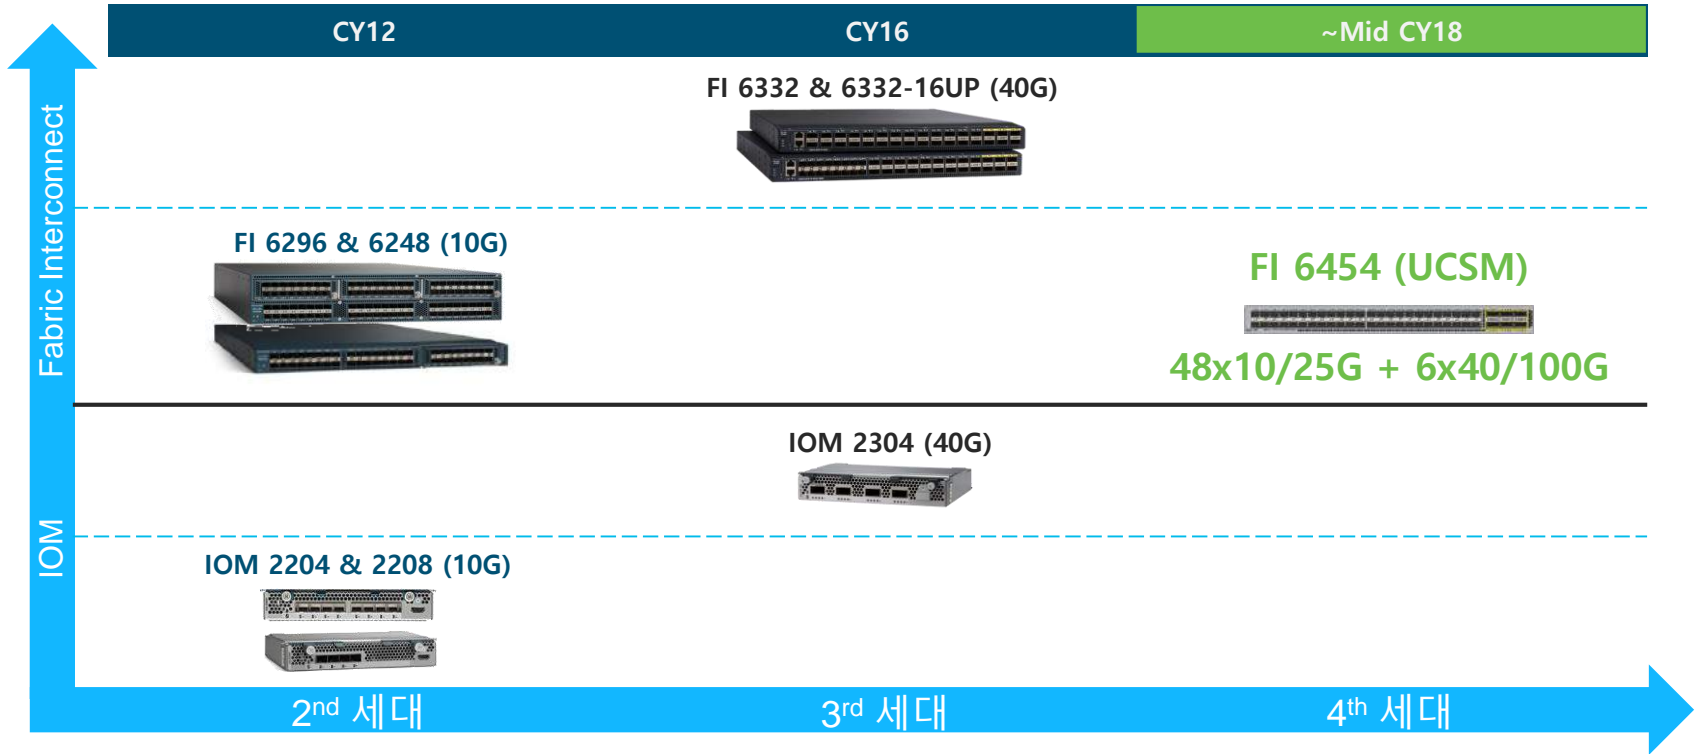 CY12
CY16
~Mid CY18
Fabric Interconnect
FI 6332 & 6332-16UP (40G)
FI 6296 & 6248 (10G)
FI 6454 (UCSM)
48x10/25G + 6x40/100G
IOM
IOM 2304 (40G)
IOM 2204 & 2208 (10G)
2nd 세대
3rd 세대
4th 세대